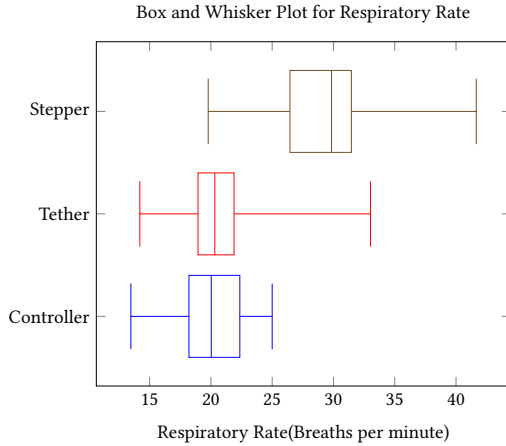 Box and Whisker Plot for Respiratory Rate
Stepper
Tether
Controller
15 20 25 30 35 40
Respiratory Rate(Breaths per minute)